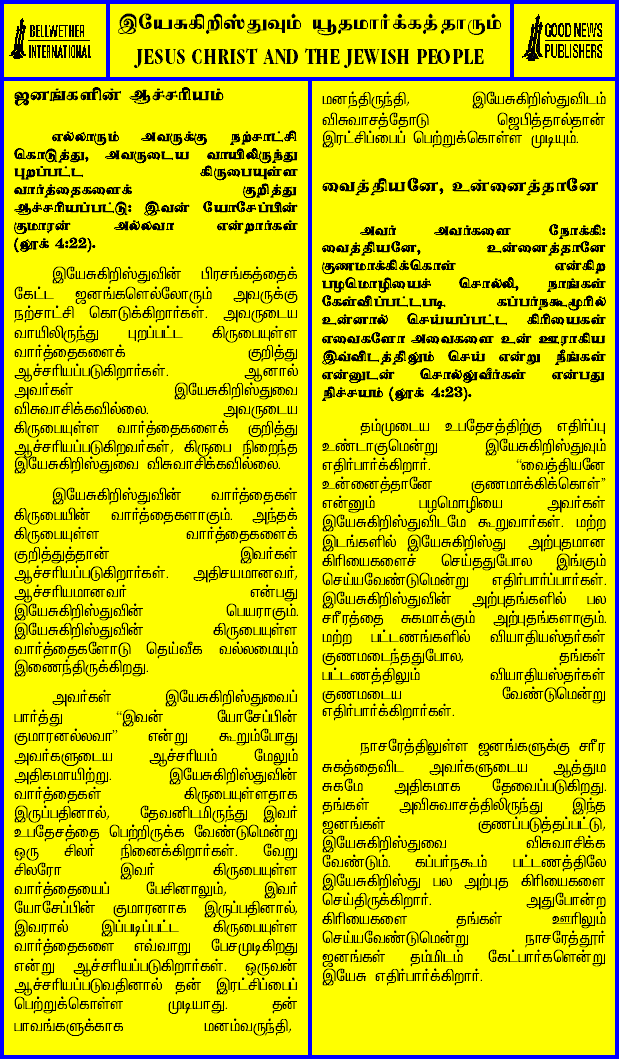 BELLWETHER
INTERNATIONAL
இயேசுகிறிஸ்துவும் யூதமார்க்கத்தாரும்
JESUS CHRIST AND THE JEWISH PEOPLE
GOOD NEWS
PUBLISHERS
ஜனங்களின் ஆச்சரியம்
எல்லாரும் அவருக்கு நற்சாட்சி
கொடுத்து, அவருடைய வாயிலிருந்து
புறப்பட்ட கிருபையுள்ள
வார்த்தைகளைக் குறித்து
ஆச்சரியப்பட்டு: இவன் யோசேப்பின்
குமாரன் அல்லவா என்றார்கள்
(லூக் 4:22).
இயேசுகிறிஸ்துவின் பிரசங்கத்தைக்
கேட்ட ஜனங்களெல்லோரும் அவருக்கு
நற்சாட்சி கொடுக்கிறார்கள். அவருடைய
வாயிலிருந்து புறப்பட்ட கிருபையுள்ள
வார்த்தைகளைக் குறித்து
ஆச்சரியப்படுகிறார்கள். ஆனால்
அவர்கள் இயேசுகிறிஸ்துவை
விசுவாசிக்கவில்லை. அவருடைய
கிருபையுள்ள வார்த்தைகளைக் குறித்து
ஆச்சரியப்படுகிறவர்கள், கிருபை நிறைந்த
இயேசுகிறிஸ்துவை விசுவாசிக்கவில்லை.
இயேசுகிறிஸ்துவின் வார்த்தைகள்
கிருபையின் வார்த்தைகளாகும். அந்தக்
கிருபையுள்ள வார்த்தைகளைக்
குறித்துத்தான் இவர்கள்
ஆச்சரியப்படுகிறார்கள். அதிசயமானவர்,
ஆச்சரியமானவர் என்பது
இயேசுகிறிஸ்துவின் பெயராகும்.
இயேசுகிறிஸ்துவின் கிருபையுள்ள
வார்த்தைகளோடு தெய்வீக வல்லமையும்
இணைந்திருக்கிறது.
அவர்கள் இயேசுகிறிஸ்துவைப்
பார்த்து “இவன் யோசேப்பின்
குமாரனல்லவா” என்று கூறும்போது
அவர்களுடைய ஆச்சரியம் மேலும்
அதிகமாயிற்று. இயேசுகிறிஸ்துவின்
வார்த்தைகள் கிருபையுள்ளதாக
இருப்பதினால், தேவனிடமிருந்து இவர்
உபதேசத்தை பெற்றிருக்க வேண்டுமென்று
ஒரு சிலர் நினைக்கிறார்கள். வேறு
சிலரோ இவர் கிருபையுள்ள
வார்த்தையைப் பேசினாலும், இவர்
யோசேப்பின் குமாரனாக இருப்பதினால்,
இவரால் இப்படிப்பட்ட கிருபையுள்ள
வார்த்தைகளை எவ்வாறு பேசமுடிகிறது
என்று ஆச்சரியப்படுகிறார்கள். ஒருவன்
ஆச்சரியப்படுவதினால் தன் இரட்சிப்பைப்
பெற்றுக்கொள்ள முடியாது. தன்
பாவங்களுக்காக மனம்வருந்தி,
மனந்திருந்தி, இயேசுகிறிஸ்துவிடம்
விசுவாசத்தோடு ஜெபித்தால்தான்
இரட்சிப்பைப் பெற்றுக்கொள்ள முடியும்.
வைத்தியனே, உன்னைத்தானே
அவர் அவர்களை நோக்கி:
வைத்தியனே, உன்னைத்தானே
குணமாக்கிக்கொள் என்கிற
பழமொழியைச் சொல்லி, நாங்கள்
கேள்விப்பட்டபடி கப்பர்நகூமூரில்
உன்னால் செய்யப்பட்ட கிரியைகள்
எவைகளோ அவைகளை உன் ஊராகிய
இவ்விடத்திலும் செய் என்று நீங்கள்
என்னுடன் சொல்லுவீர்கள் என்பது
நிச்சயம் (லூக் 4:23).
தம்முடைய உபதேசத்திற்கு எதிர்ப்பு
உண்டாகுமென்று இயேசுகிறிஸ்துவும்
எதிர்பார்க்கிறார். “வைத்தியனே
உன்னைத்தானே குணமாக்கிக்கொள்”
என்னும் பழமொழியை அவர்கள்
இயேசுகிறிஸ்துவிடமே கூறுவார்கள். மற்ற
இடங்களில் இயேசுகிறிஸ்து அற்புதமான
கிரியைகளைச் செய்ததுபோல இங்கும்
செய்யவேண்டுமென்று எதிர்பார்ப்பார்கள்.
இயேசுகிறிஸ்துவின் அற்புதங்களில் பல
சரீரத்தை சுகமாக்கும் அற்புதங்களாகும்.
மற்ற பட்டணங்களில் வியாதியஸ்தர்கள்
குணமடைந்ததுபோல, தங்கள்
பட்டணத்திலும் வியாதியஸ்தர்கள்
குணமடைய வேண்டுமென்று
எதிர்பார்க்கிறார்கள்.
நாசரேத்திலுள்ள ஜனங்களுக்கு சரீர
சுகத்தைவிட அவர்களுடைய ஆத்தும
சுகமே அதிகமாக தேவைப்படுகிறது.
தங்கள் அவிசுவாசத்திலிருந்து இந்த
ஜனங்கள் குணப்படுத்தப்பட்டு,
இயேசுகிறிஸ்துவை விசுவாசிக்க
வேண்டும். கப்பர்நகூம் பட்டணத்திலே
இயேசுகிறிஸ்து பல அற்புத கிரியைகளை
செய்திருக்கிறார். அதுபோன்ற
கிரியைகளை தங்கள் ஊரிலும்
செய்யவேண்டுமென்று நாசரேத்தூர்
ஜனங்கள் தம்மிடம் கேட்பார்களென்று
இயேசு எதிர்பார்க்கிறார்.